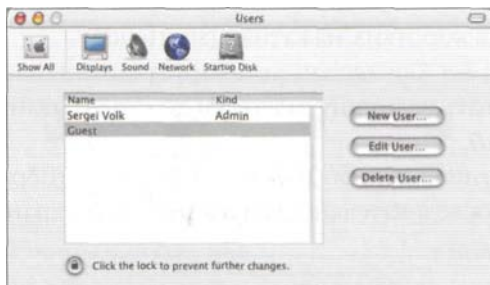 Users
Show All Displays Sound Network Startup Disk
Name Kind
Sergei Volk Admin
Guest
New User...
Edit User...
Delete User...
Click the lock to prevent further changes.